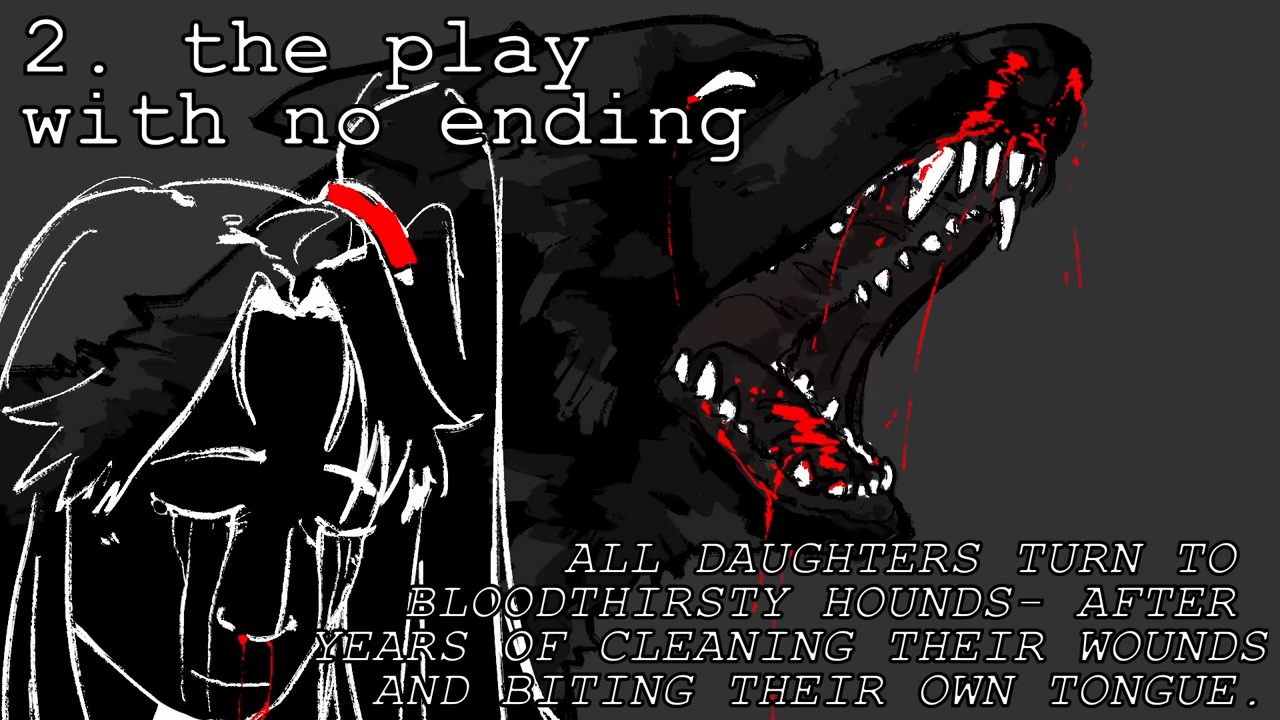 2. the play
with no ending
ALL DAUGHTERS TURN TO
BLOODTHIRSTY HOUNDS- AFTER
YEARS OF CLEANING THEIR WOUNDS
AND BITING THEIR OWN TONGUE.